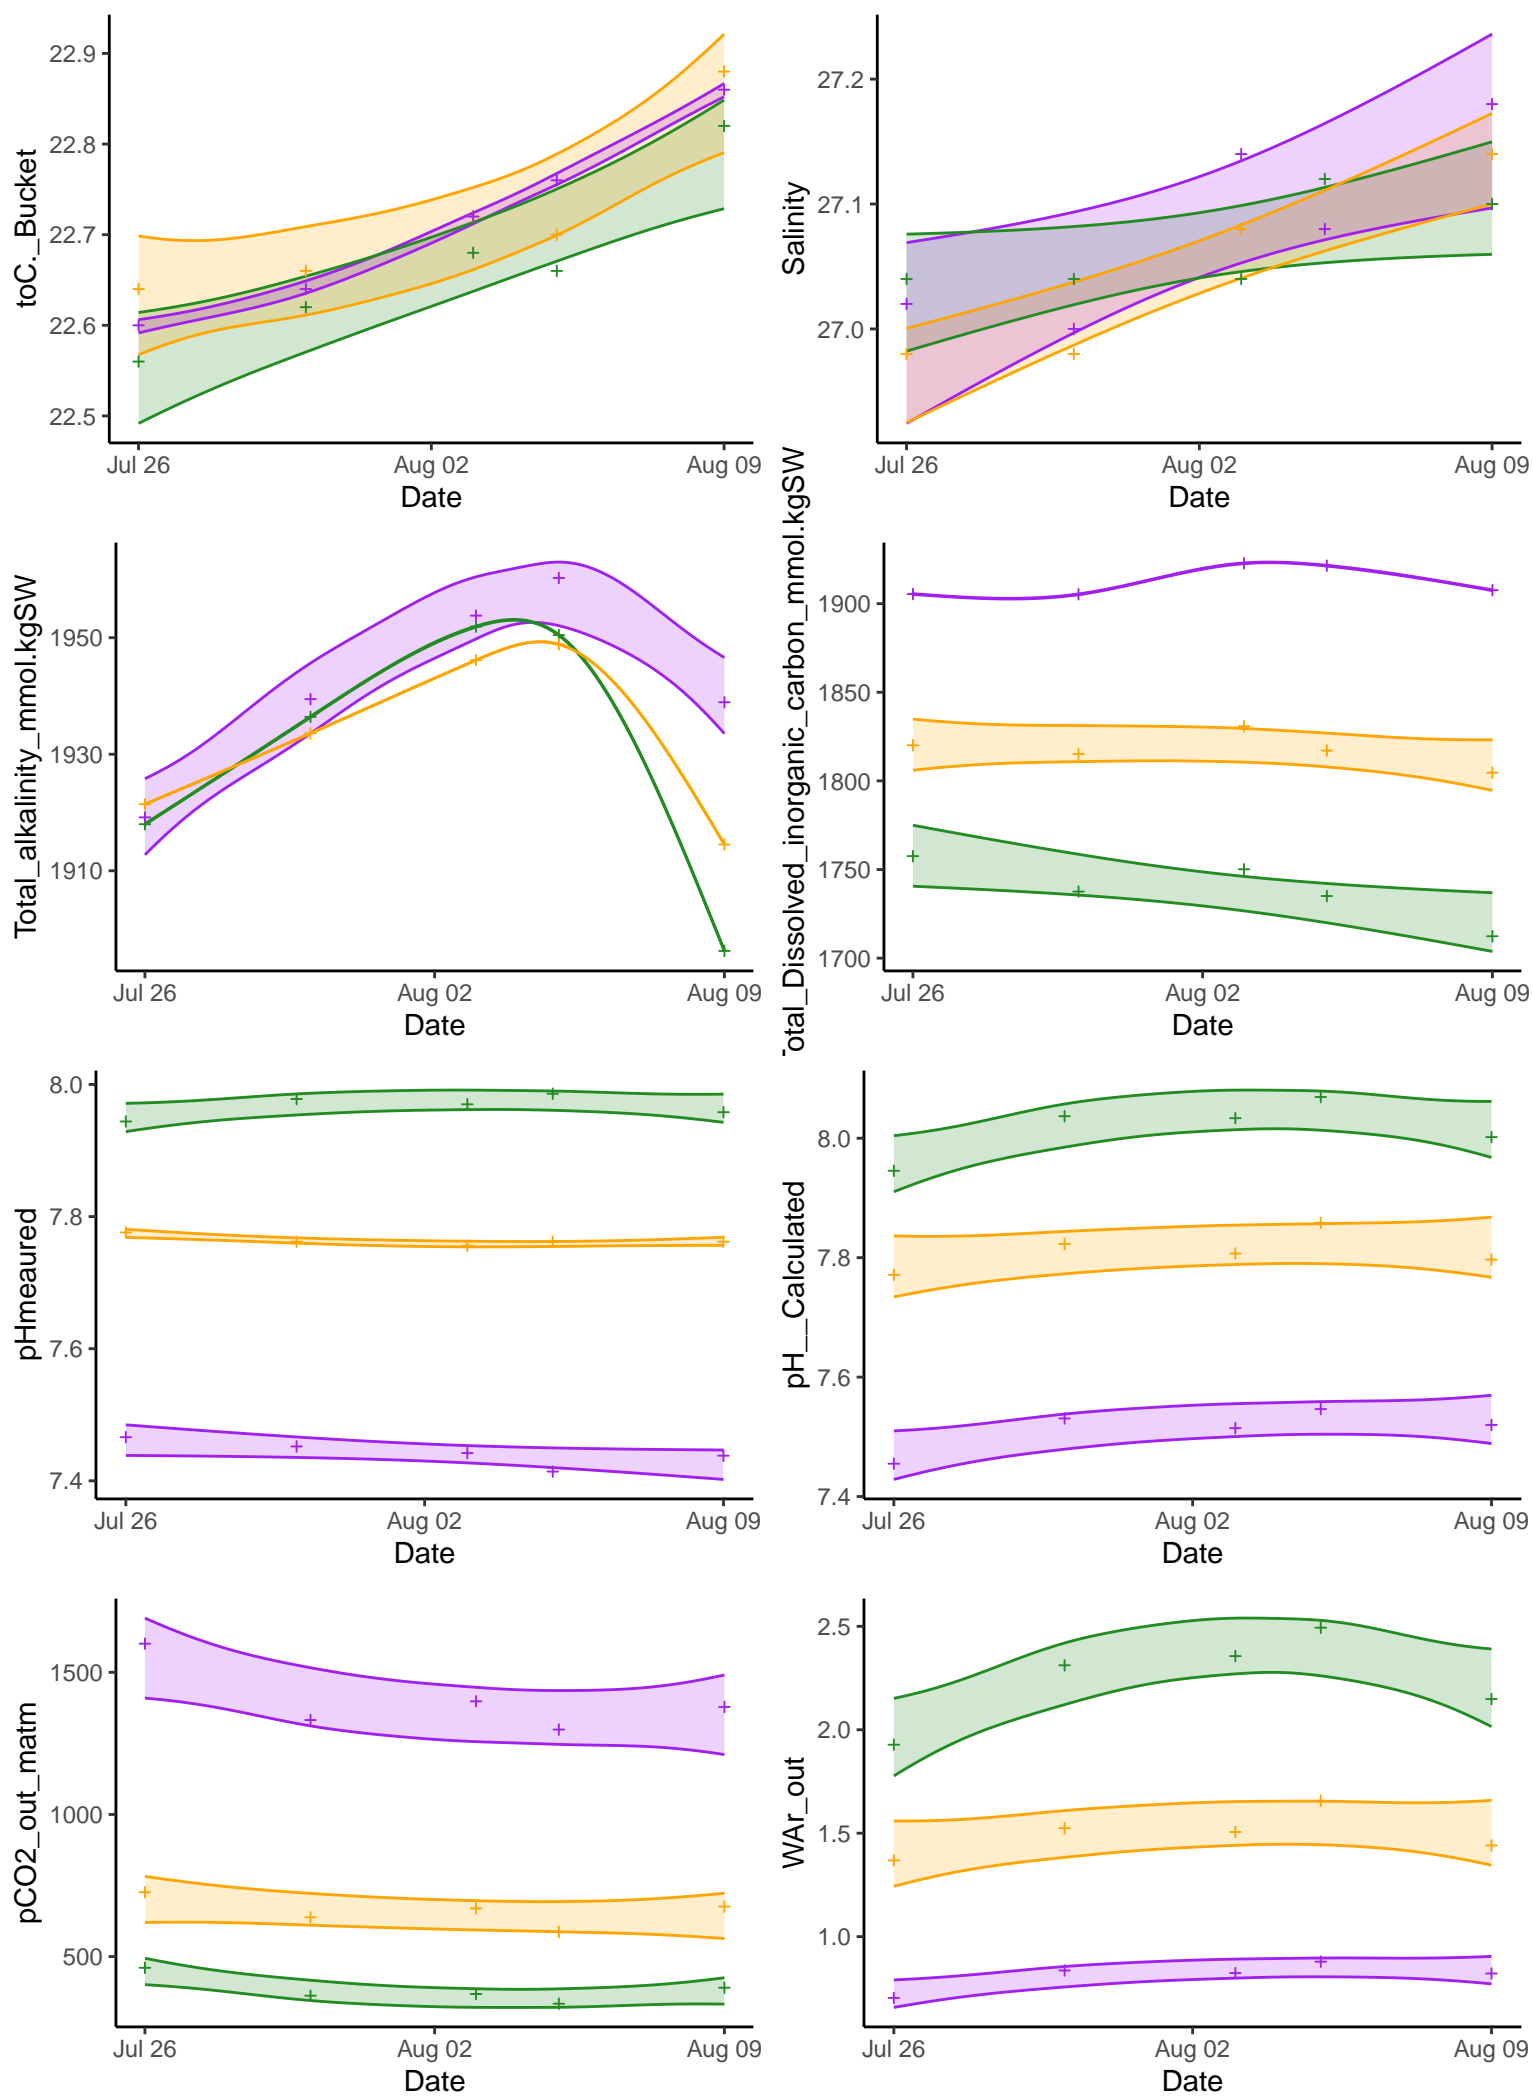 toC._Bucket
22.9
22.8
22.7
22.6
22.5
Jul 26 Aug 02 Aug 09
Date
Salinity
27.2
27.1
27.0
Jul 26 Aug 02 Aug 09
Date
Total_alkalinity_mmol.kgSW
1950
1930
1910
Jul 26 Aug 02 Aug 09
Date
otal_Dissolved_inorganic_carbon_mmol.kgSW
1900
1850
1800
1750
1700
Jul 26 Aug 02 Aug 09
Date
pHmeaured
8.0
7.8
7.6
7.4
Jul 26 Aug 02 Aug 09
Date
pH__Calculated
8.0
7.8
7.6
7.4
Jul 26 Aug 02 Aug 09
Date
pCO2_out_matm
1500
1000
500
Jul 26 Aug 02 Aug 09
Date
WAr_out
2.5
2.0
1.5
1.0
Jul 26 Aug 02 Aug 09
Date